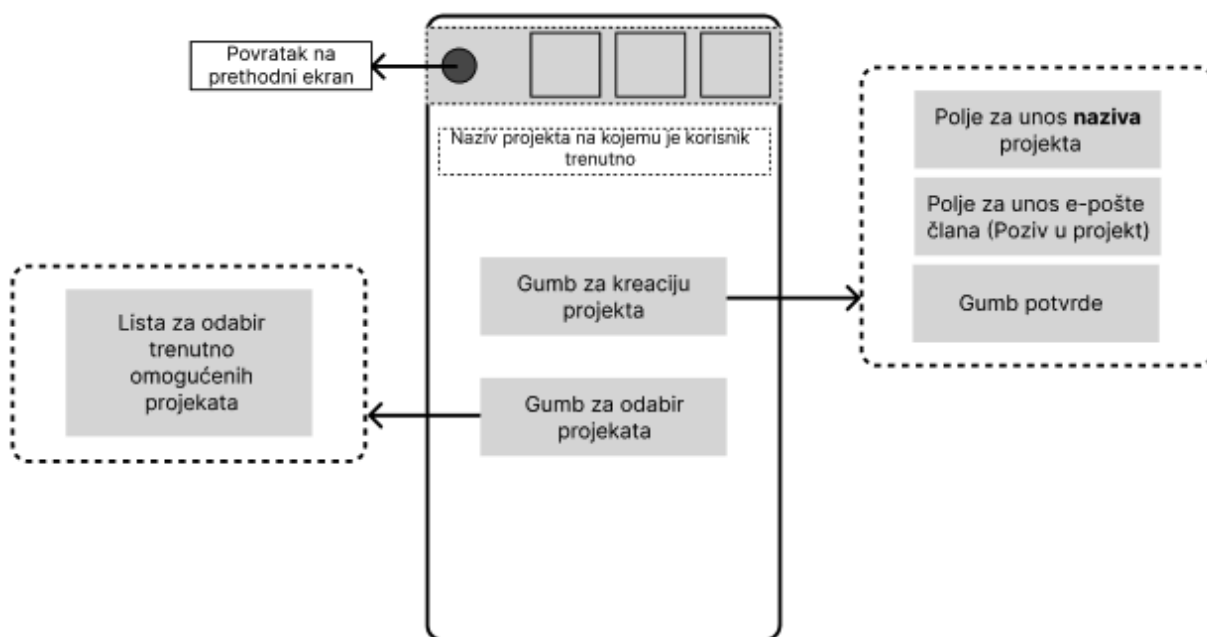 Povratak na
prethodni ekran
Naziv projekta na kojemu je korisnik
trenutno
Polje za unos naziva
projekta
Polje za unos e-pošte
člana (Poziv u projekt)
Gumb potvrde
Gumb za kreaciju
projekta
Lista za odabir
trenutno
omogućenih
projekata
Gumb za odabir
projekata